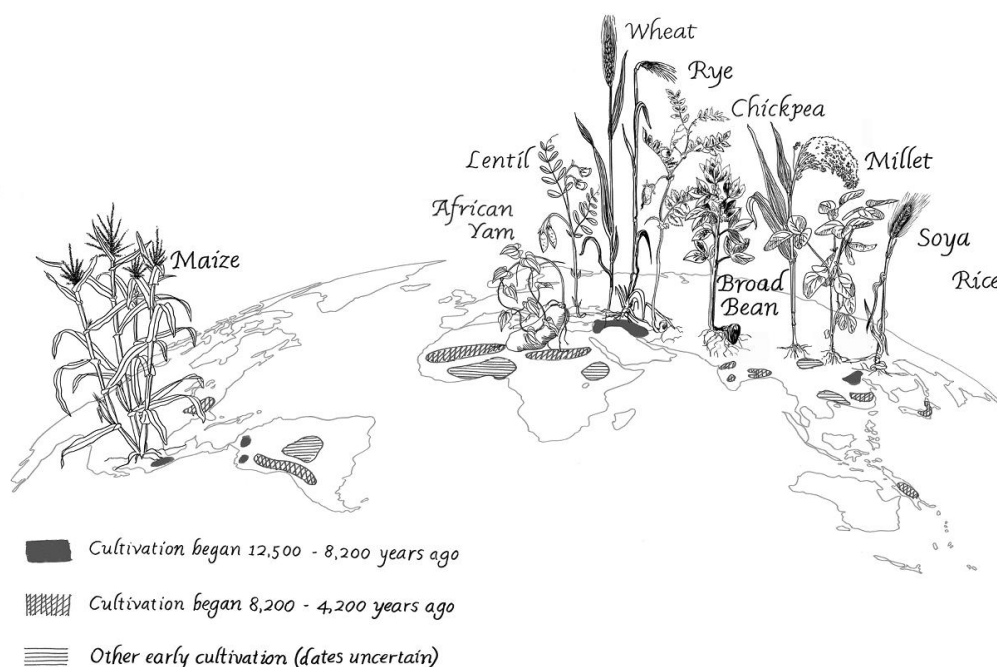 Wheat
Rye
Chickpea
Lentil
Millet
African
Yam
Soya
Maize
Broad
Bean
Rice
Cultivation began 12,500 - 8,200 years ago
Cultivation began 8,200 - 4,200 years ago
Other early cultivation (dates uncertain)